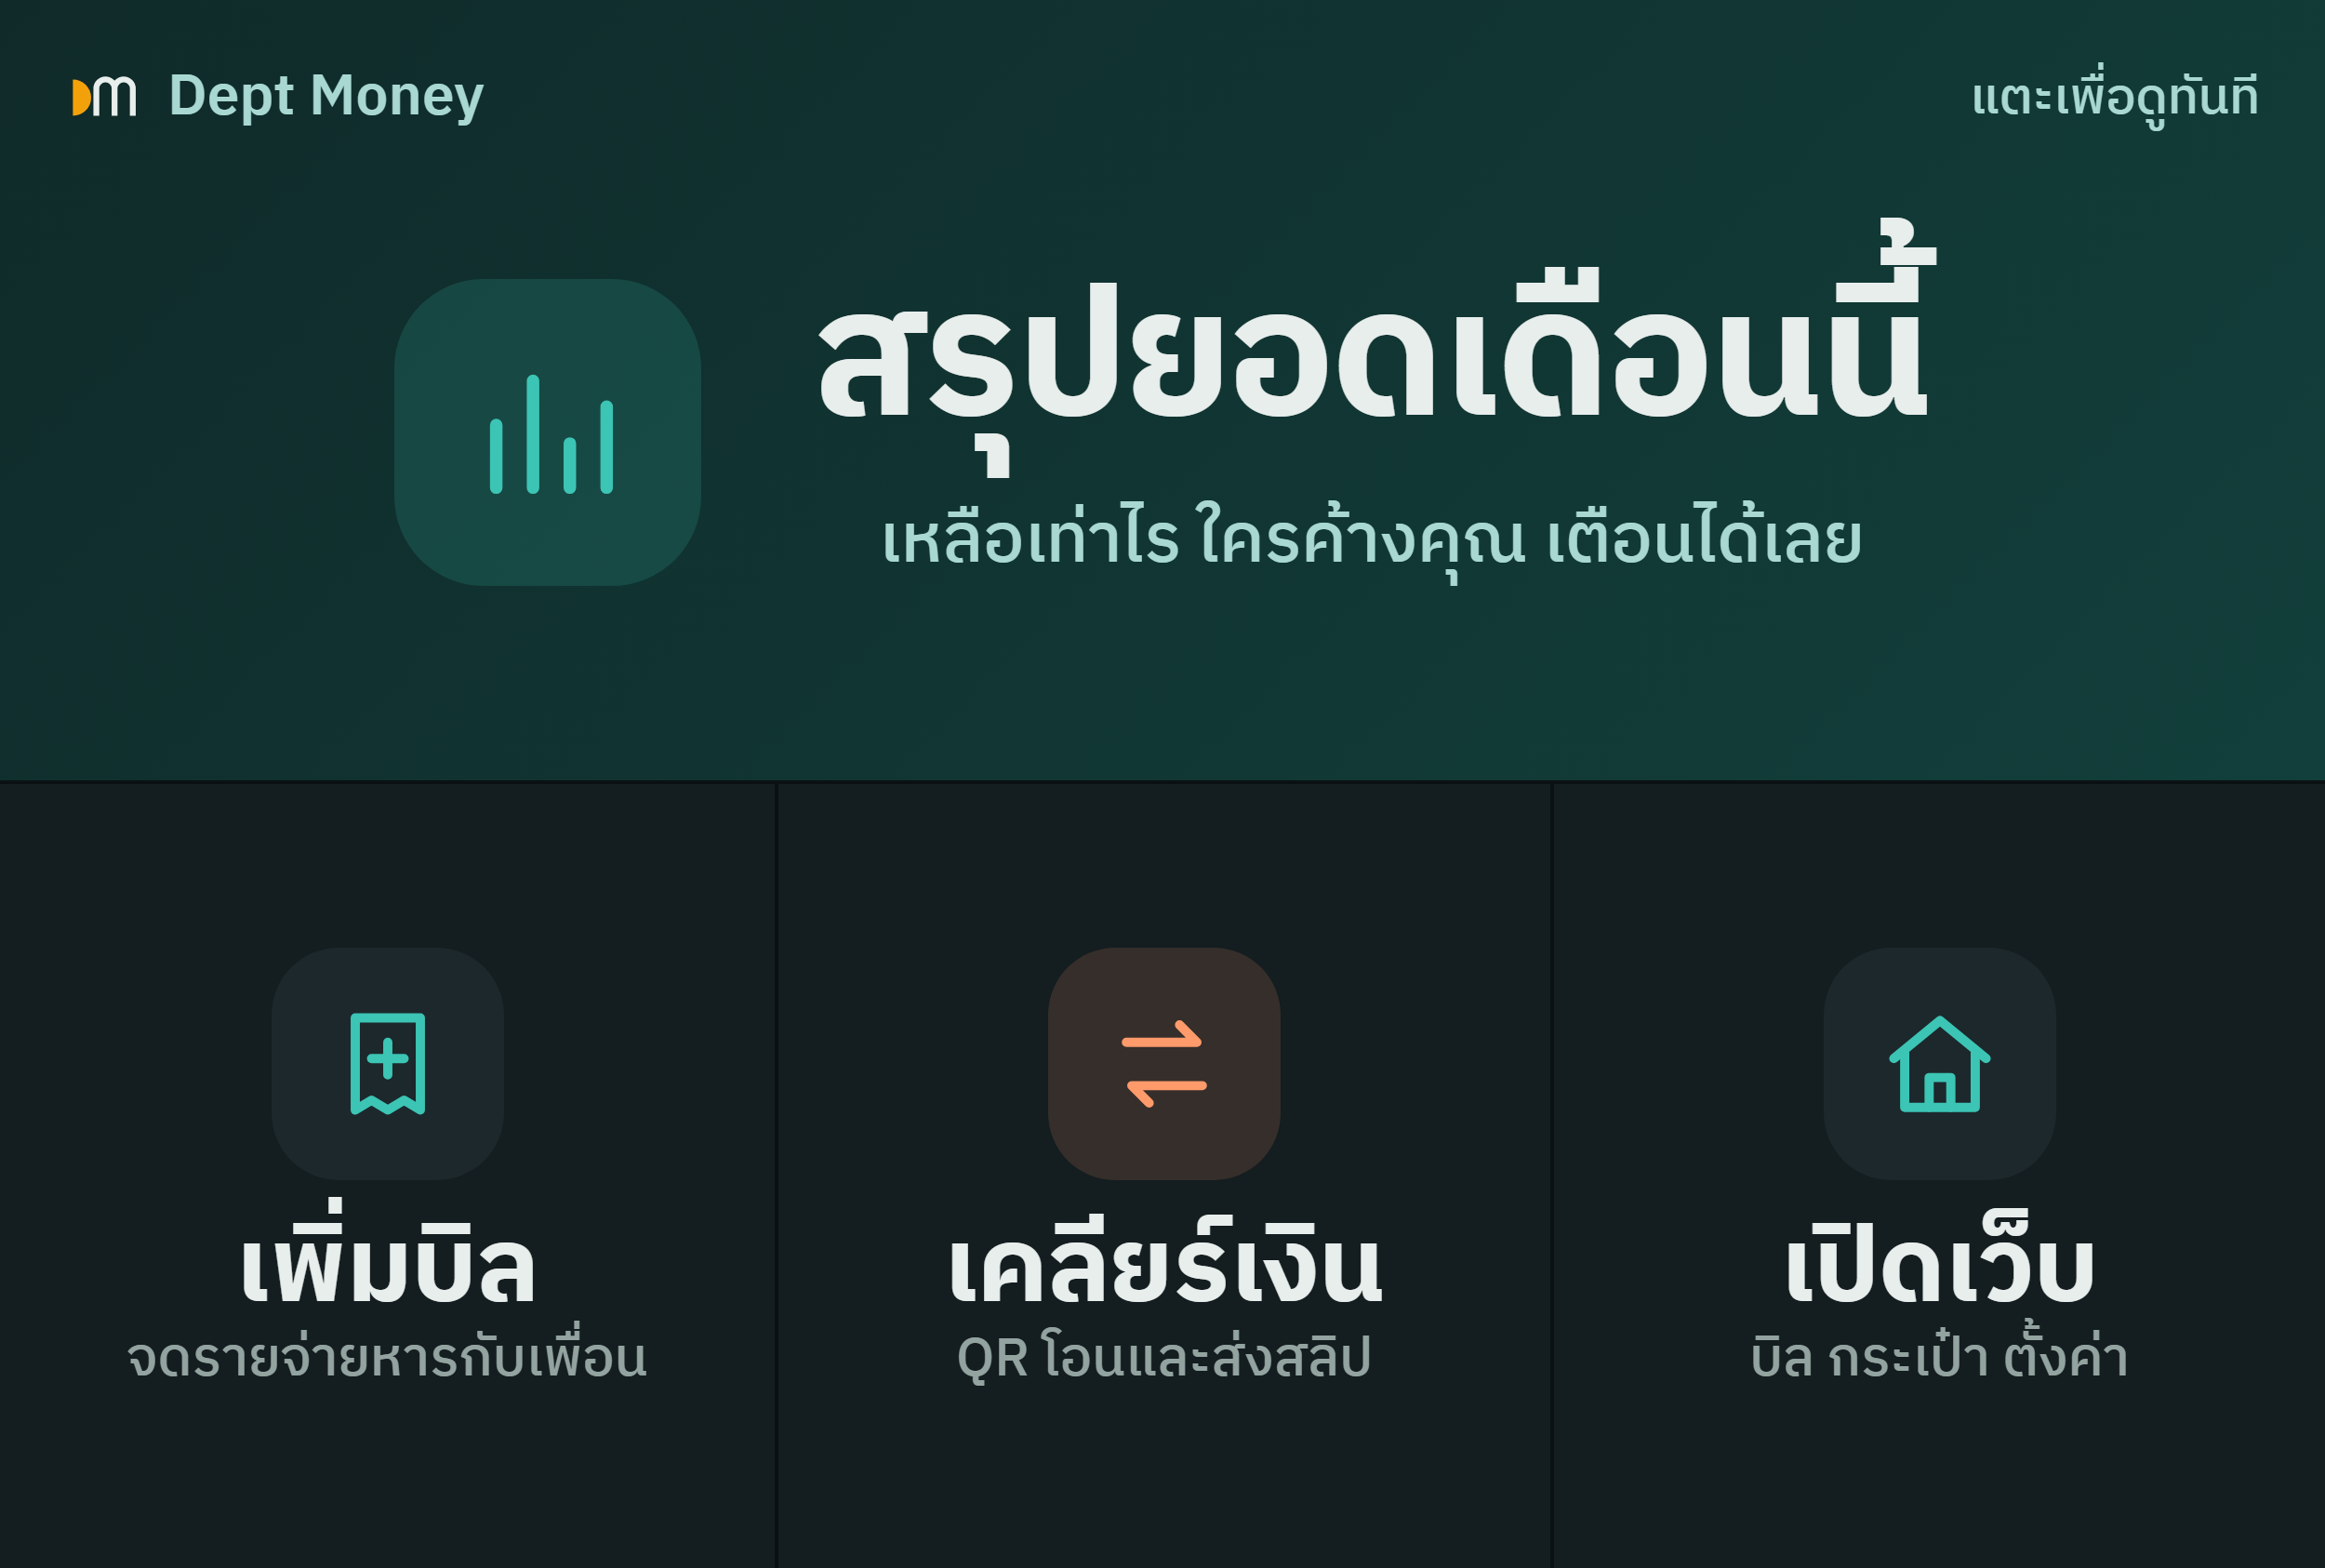 Dept Money
แตะเพื่อดูทันที
สรุปยอดเดือนนี้
เหลือเท่าไร ใครค้างคุณ เตือนได้เลย
เพิ่มบิล
จดรายจ่ายหารกับเพื่อน
เคลียร์เงิน
QR โอนและส่งสลิป
เปิดเว็บ
บิล กระเป๋า ตั้งค่า